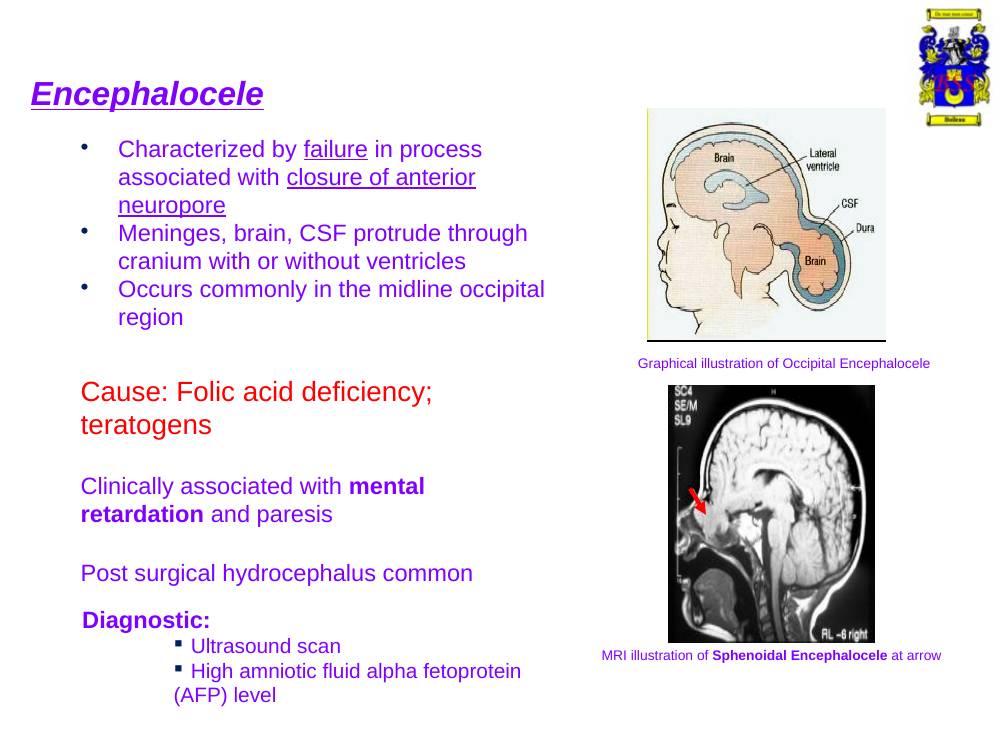 Encephalocele
• Characterized by failure in process
associated with closure of anterior
neuropore
• Meninges, brain, CSF protrude through
cranium with or without ventricles
• Occurs commonly in the midline occipital
region
Cause: Folic acid deficiency;
teratogens
Clinically associated with mental
retardation and paresis
Post surgical hydrocephalus common
Diagnostic:
▪ Ultrasound scan
▪ High amniotic fluid alpha fetoprotein
(AFP) level
Brain
Lateral
ventricle
CSF
Dura
Brain
Graphical illustration of Occipital Encephalocele
SC4
SE/M
SL9
H
RL -6 right
MRI illustration of Sphenoidal Encephalocele at arrow